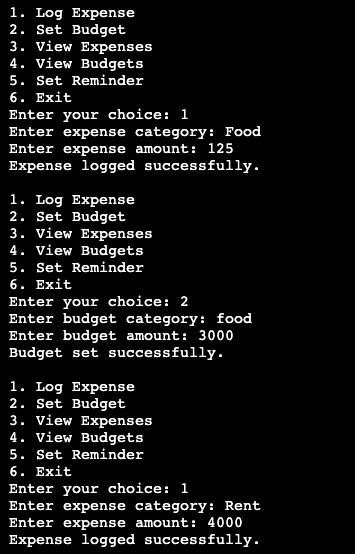 1. Log Expense
2. Set Budget
3. View Expenses
4. View Budgets
5. Set Reminder
6. Exit
Enter your choice: 1
Enter expense category: Food
Enter expense amount: 125
Expense logged successfully.
1. Log Expense
2. Set Budget
3. View Expenses
4. View Budgets
5. Set Reminder
6. Exit
Enter your choice: 2
Enter budget category: food
Enter budget amount: 3000
Budget set successfully.
1. Log Expense
2. Set Budget
3. View Expenses
4. View Budgets
5. Set Reminder
6. Exit
Enter your choice: 1
Enter expense category: Rent
Enter expense amount: 4000
Expense logged successfully.